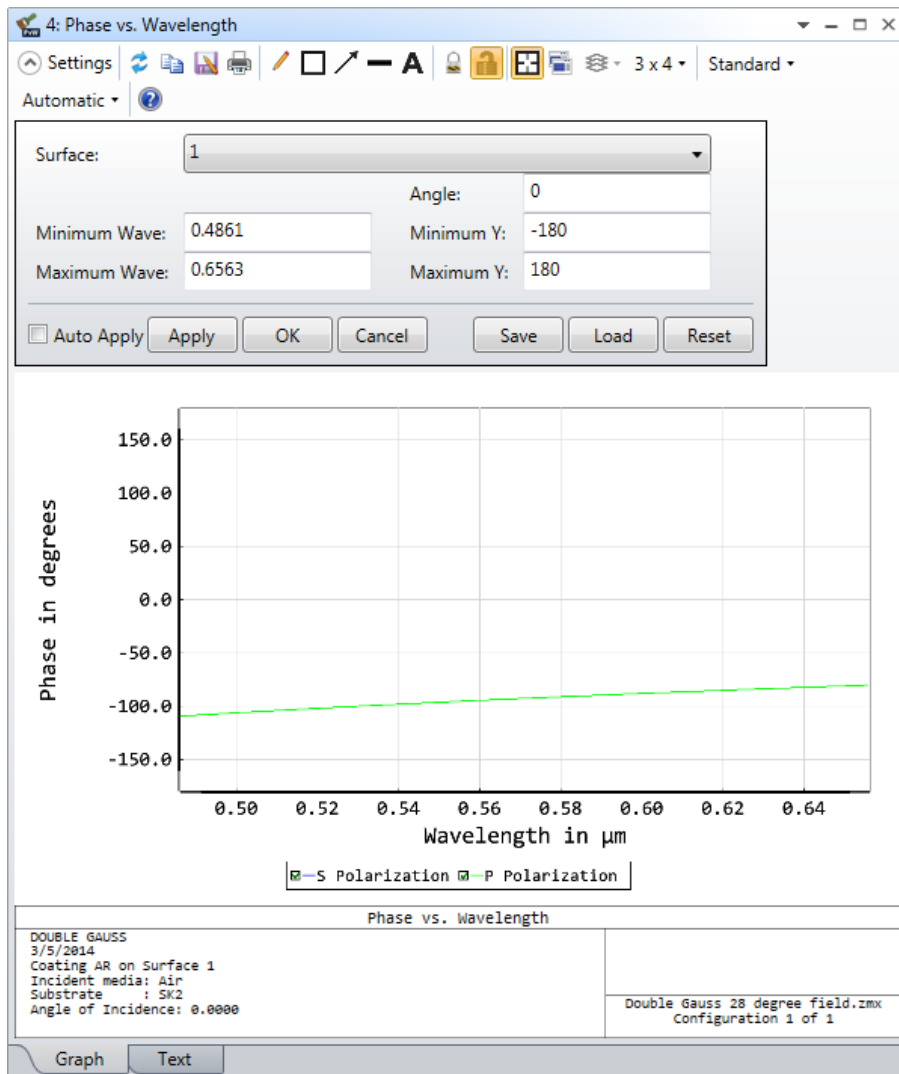 4: Phase vs. Wavelength
Settings A 3 x 4 Standard
Automatic ?
Surface: 1
Angle: 0
Minimum Wave: 0.4861 Minimum Y: -180
Maximum Wave: 0.6563 Maximum Y: 180
Auto Apply Apply OK Cancel Save Load Reset
150.0
100.0
50.0
0.0
-50.0
-100.0
-150.0
Phase in degrees
0.50 0.52 0.54 0.56 0.58 0.60 0.62 0.64
Wavelength in µm
S Polarization P Polarization
Phase vs. Wavelength
DOUBLE GAUSS
3/5/2014
Coating AR on Surface 1
Incident media: Air
Substrate : SK2
Angle of Incidence: 0.0000
Double Gauss 28 degree field.zmx
Configuration 1 of 1
Graph Text